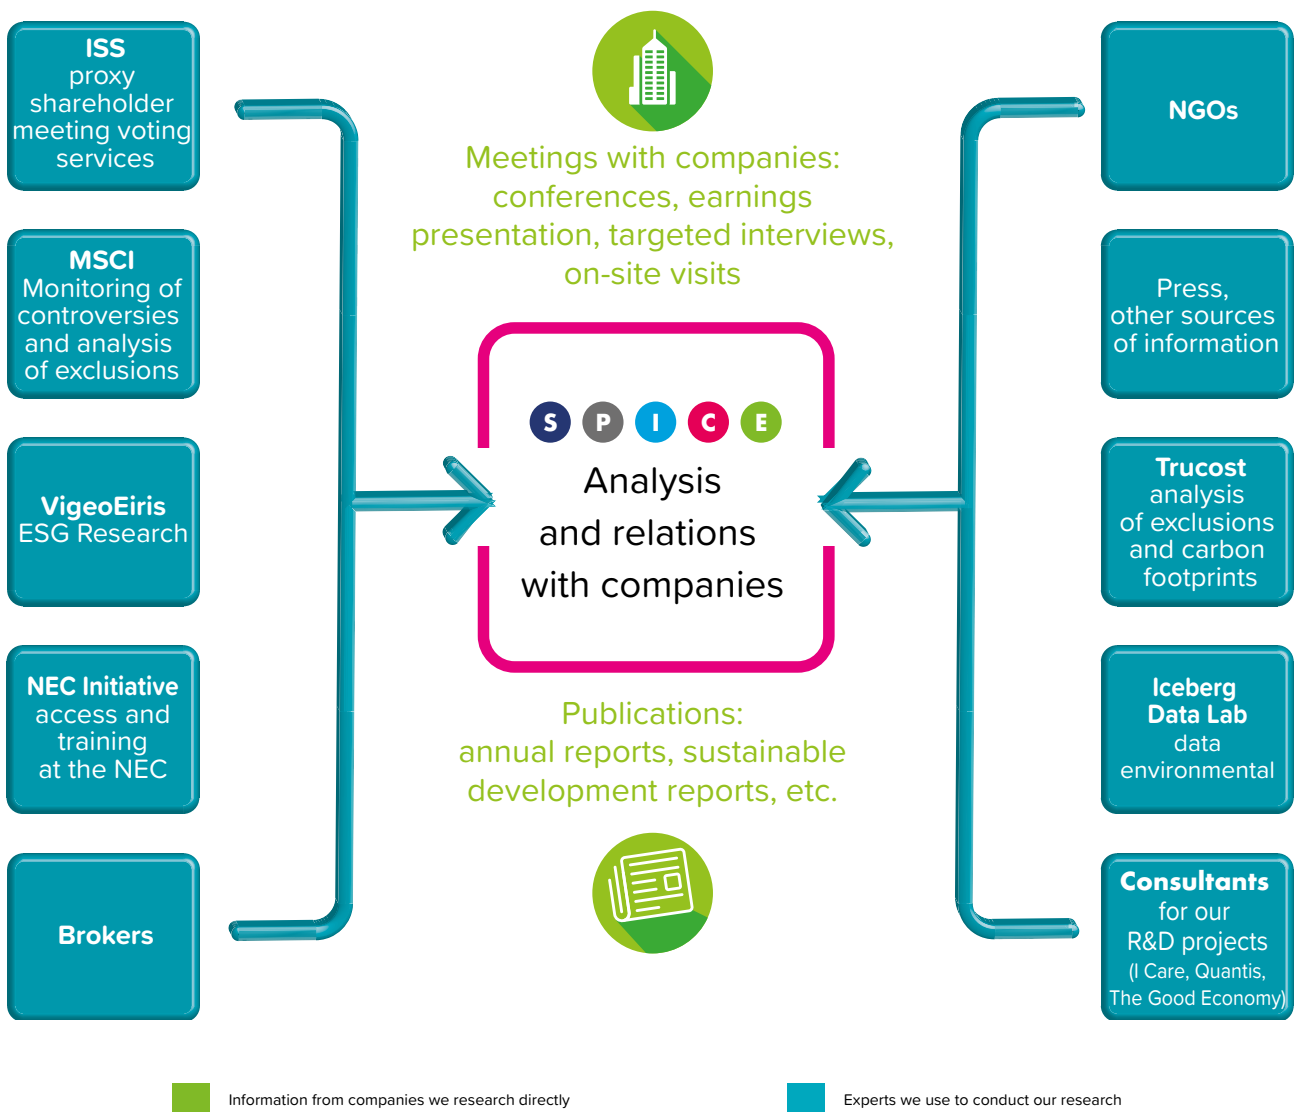 ISS
proxy
shareholder
meeting voting
services
MSCI
Monitoring of
controversies
and analysis
of exclusions
VigeoEiris
ESG Research
NEC Initiative
access and
training
at the NEC
Brokers
Meetings with companies:
conferences, earnings
presentation, targeted interviews,
on-site visits
S P I C E
Analysis
and relations
with companies
Publications:
annual reports, sustainable
development reports, etc.
NGOs
Press,
other sources
of information
Trucost
analysis
of exclusions
and carbon
footprints
Iceberg
Data Lab
data
environmental
Consultants
for our
R&D projects
(I Care, Quantis,
The Good Economy)
Information from companies we research directly
Experts we use to conduct our research